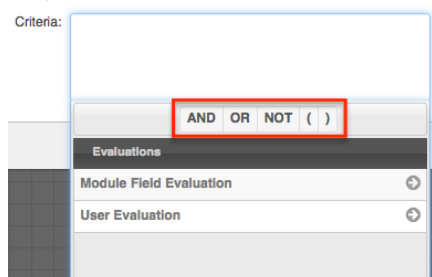 Criteria:
AND OR NOT ( )
Evaluations
Module Field Evaluation
User Evaluation